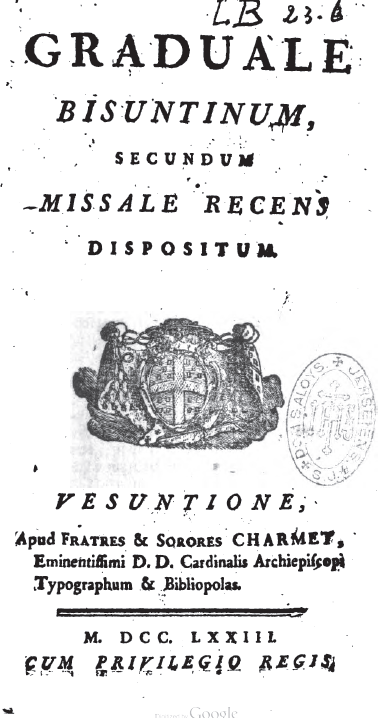 LB 23.6
GRADUALE
BISUNTINUM,
SECUNDUM
MISSALE RECENS
DISPOSITUM.
IHS
VESUNTIONE,
Apud FRATRES & SORORES CHARMET,
Eminentiſſimi D. D. Cardinalis Archiepiſcopi
Typographum & Bibliopolas.
M. DCC. LXXIII.
CUM PRIVILEGIO REGIS.
Google